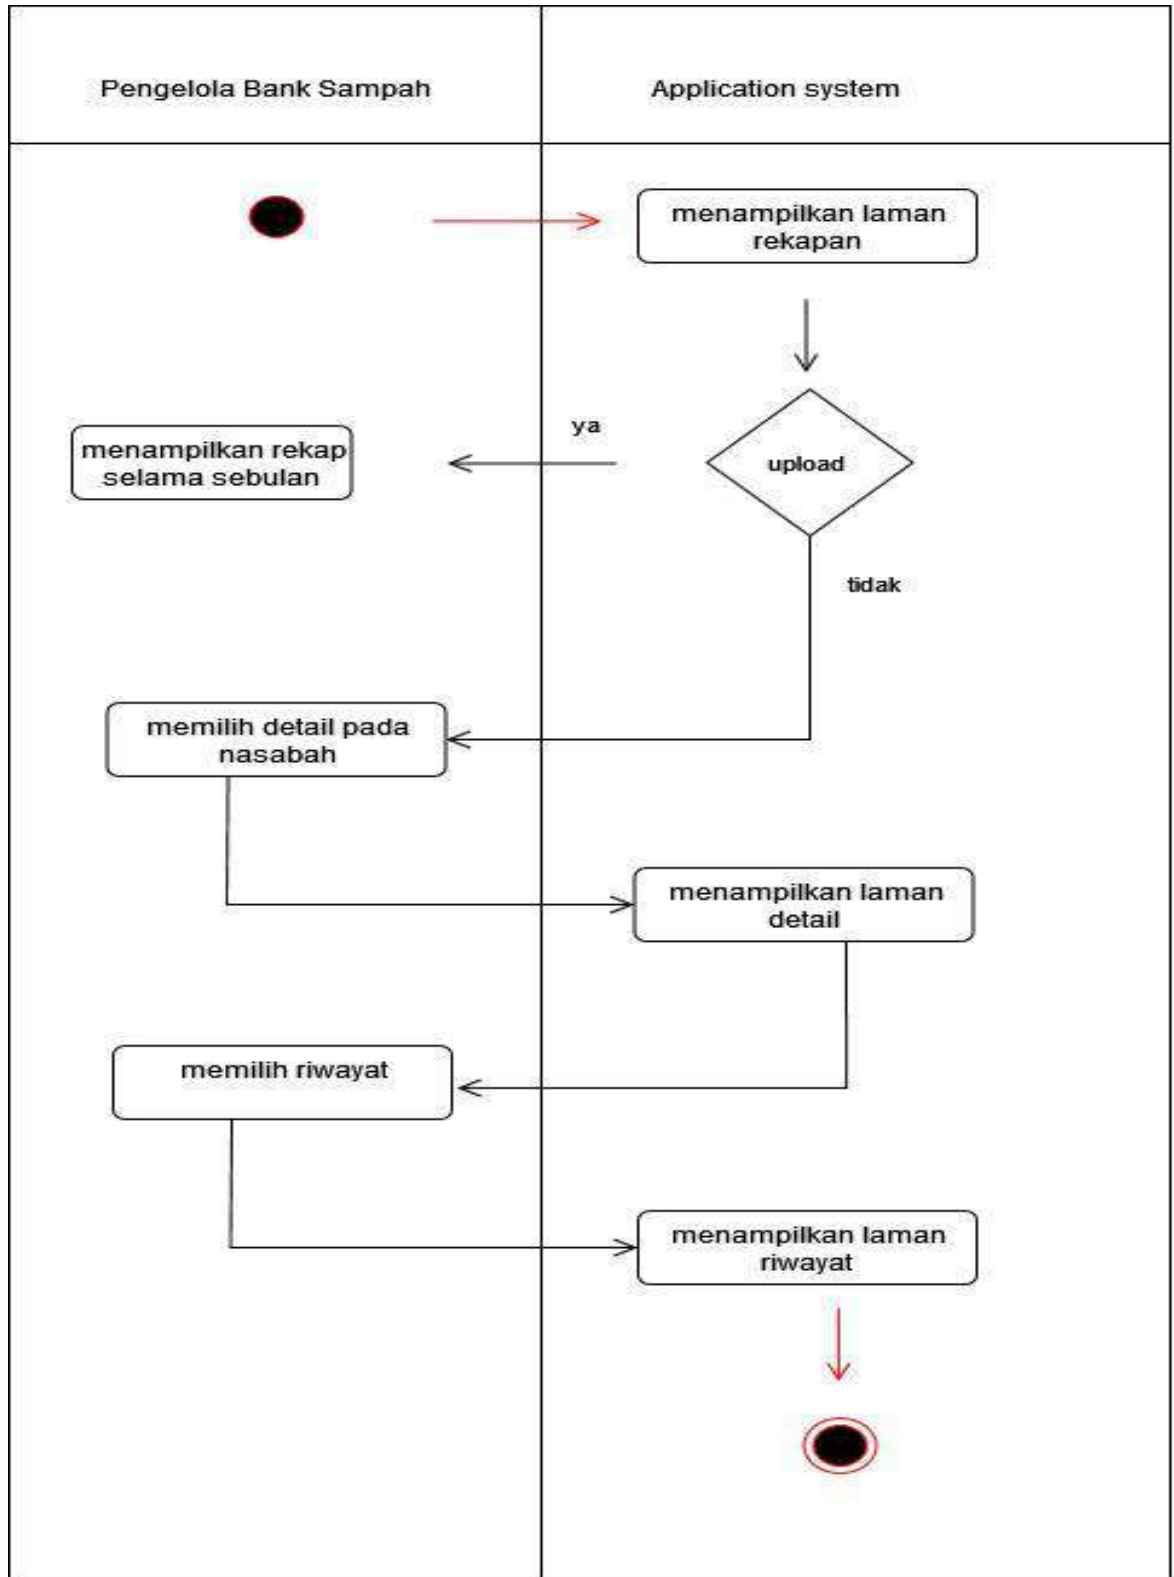 Pengelola Bank Sampah
Application system
menampilkan laman
rekapan
ya
menampilkan rekap
selama sebulan
upload
tidak
memilih detail pada
nasabah
menampilkan laman
detail
memilih riwayat
menampilkan laman
riwayat